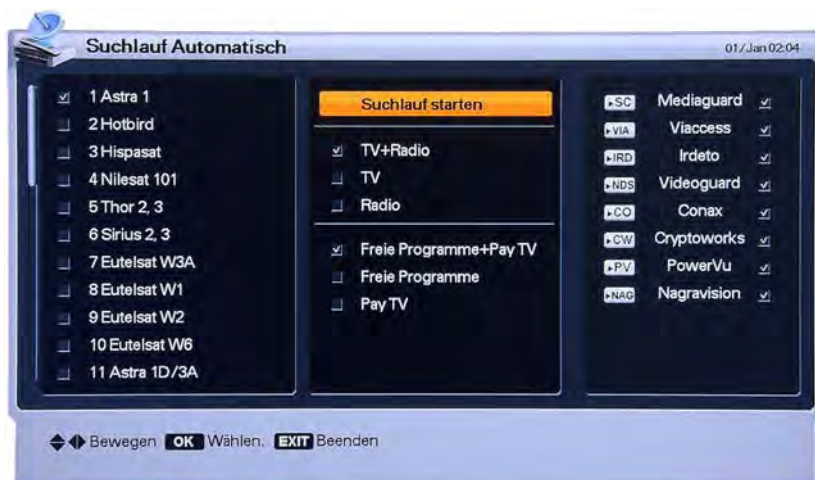 Suchlauf Automatisch
01/Jan 02:04
1 Astra 1
2 Hotbird
3 Hispasat
4 Nilesat 101
5 Thor 2, 3
6 Sirius 2, 3
7 Eutelsat W3A
8 Eutelsat W1
9 Eutelsat W2
10 Eutelsat W6
11 Astra 1D/3A
Suchlauf starten
TV+Radio
TV
Radio
Freie Programme+Pay TV
Freie Programme
Pay TV
SC Mediaguard
VIA Viaccess
IRD Irdeto
NDS Videoguard
CO Conax
CW Cryptoworks
PV PowerVu
NAG Nagravision
Bewegen OK Wählen. EXIT Beenden